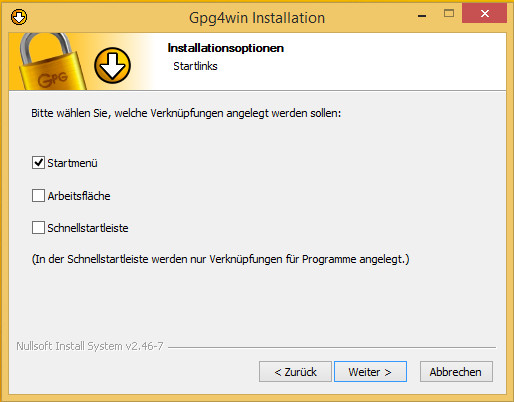 Gpg4win Installation
Installationsoptionen
Startlinks
GPG
Bitte wählen Sie, welche Verknüpfungen angelegt werden sollen:
Startmenü
Arbeitsfläche
Schnellstartleiste
(In der Schnellstartleiste werden nur Verknüpfungen für Programme angelegt.)
Nullsoft Install System v2.46-7
< Zurück Weiter > Abbrechen